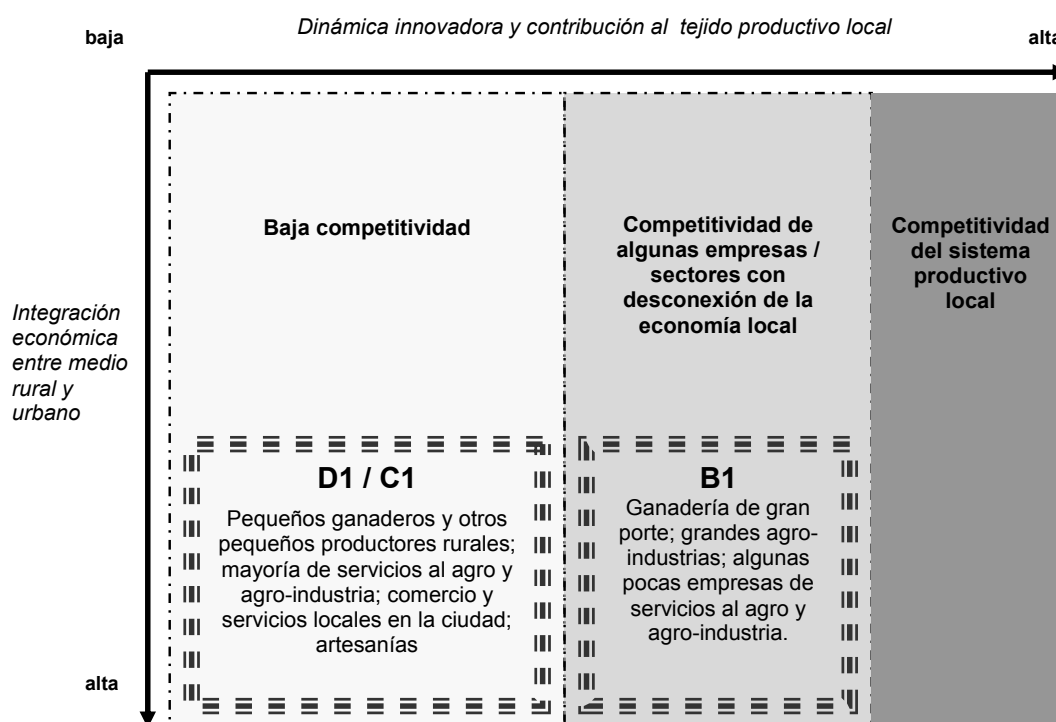 Dinámica innovadora y contribución al tejido productivo local
baja
alta
Baja competitividad
Competitividad de
algunas empresas /
sectores con
desconexión de la
economía local
Competitividad
del sistema
productivo
local
Integración
económica
entre medio
rural y
urbano
D1 / C1
Pequeños ganaderos y otros
pequeños productores rurales;
mayoría de servicios al agro y
agro-industria; comercio y
servicios locales en la ciudad;
artesanías
B1
Ganadería de gran
porte; grandes agro-
industrias; algunas
pocas empresas de
servicios al agro y
agro-industria.
alta